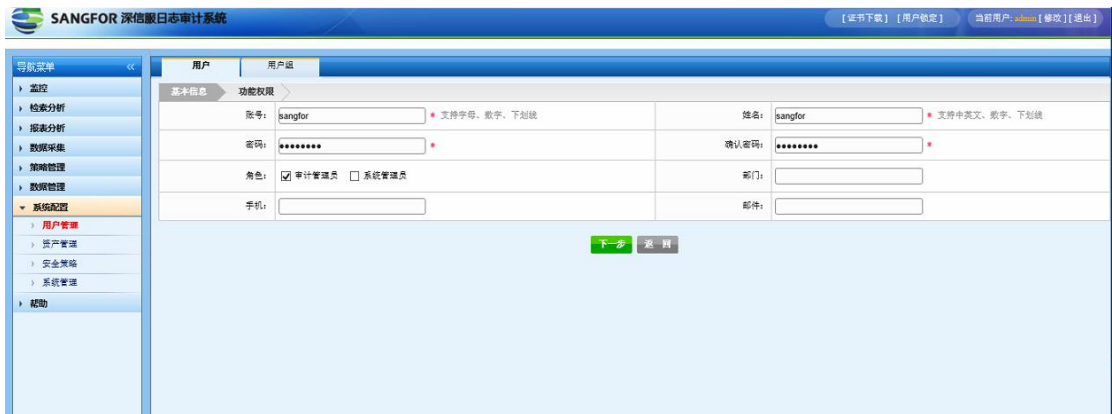 SANGFOR 深信服日志审计系统
[证书下载] [用户锁定] 当前用户:admin[修改][退出]
导航菜单 «
用户 用户组
监控
检索分析
报表分析
数据采集
策略管理
数据管理
系统配置
用户管理
资产管理
安全策略
系统管理
帮助
基本信息 功能权限
账号: sangfor * 支持字母、数字、下划线 姓名: sangfor * 支持中英文、数字、下划线
密码: •••••••• * 确认密码: •••••••• *
角色: 审计管理员 系统管理员 部门:
手机: 邮件:
下一步 返 回